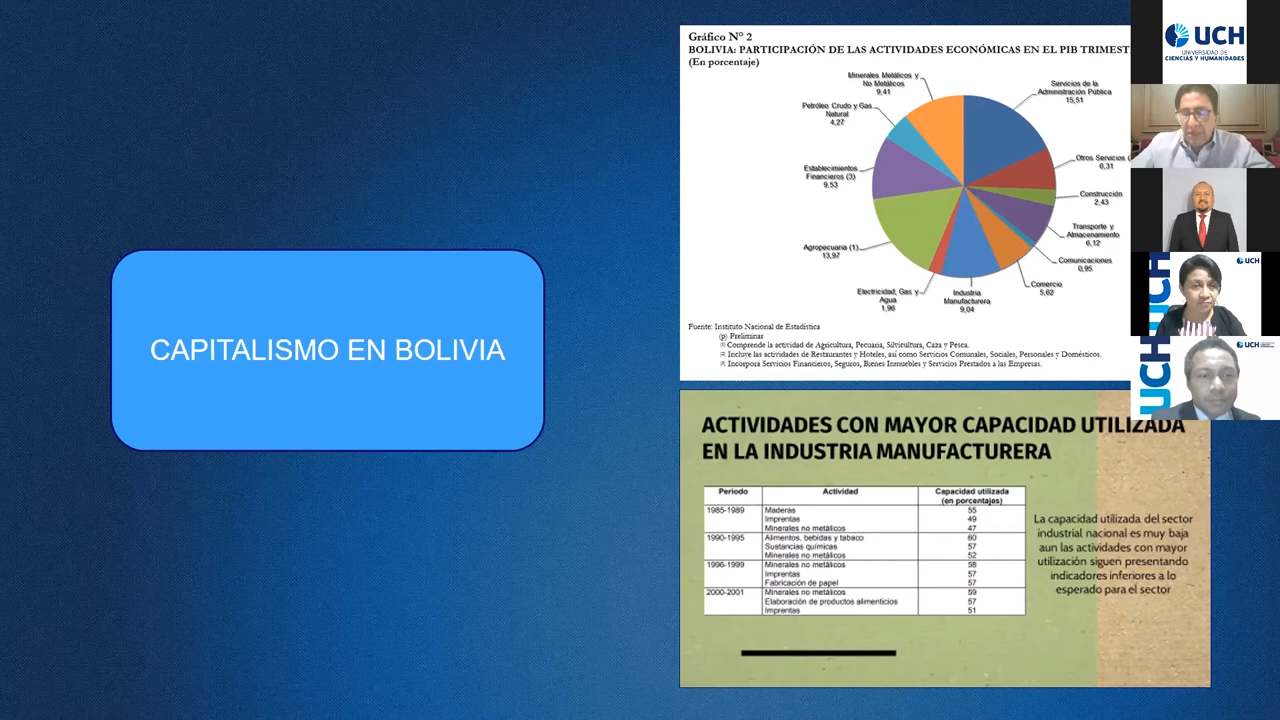 CAPITALISMO EN BOLIVIA
Gráfico N° 2
BOLIVIA: PARTICIPACIÓN DE LAS ACTIVIDADES ECONÓMICAS EN EL PIB
(En porcentaje)
Minerales Metálicos y
No Metálicos
9,41
Petróleo Crudo y Gas
Natural
4,27
Establecimientos
Financieros (3)
9,53
Agropecuaria (1)
13,97
Electricidad, Gas y
Agua
1,96
Industria
Manufacturera
9,04
Comercio
5,62
Comunicaciones
0,95
Transporte y
Almacenamiento
6,12
Construcción
2,43
Otros Servicios
6,31
Servicios de la
Administración Pública
15,51
Fuente: Instituto Nacional de Estadística
(p) Preliminar
(1) Comprende la actividad de Agricultura, Pecuaria, Silvicultura, Caza y Pesca.
Incluye las actividades de Restaurantes y Hoteles, así como Servicios Comunales, Sociales, Personales y Domésticos.
Incorpora Servicios Financieros, Seguros, Bienes Inmuebles y Servicios Prestados a las Empresas.
ACTIVIDADES CON MAYOR CAPACIDAD UTILIZADA
EN LA INDUSTRIA MANUFACTURERA
Periodo Actividad Capacidad utilizada
(en porcentajes)
1985-1989 Maderas 55
Imprentas 49
Minerales no metálicos 47
1990-1995 Alimentos, bebidas y tabaco 60
Sustancias químicas 57
Minerales no metálicos 52
1996-1999 Minerales no metálicos 58
Imprentas 57
Fabricación de papel 57
2000-2001 Minerales no metálicos 59
Elaboración de productos alimenticios 57
Imprentas 51
La capacidad utilizada del sector
industrial nacional es muy baja
aun las actividades con mayor
utilización siguen presentando
indicadores inferiores a lo
esperado para el sector
UCH
UNIVERSIDAD DE
CIENCIAS Y HUMANIDADES
UCH
UCH
UCH
UCH